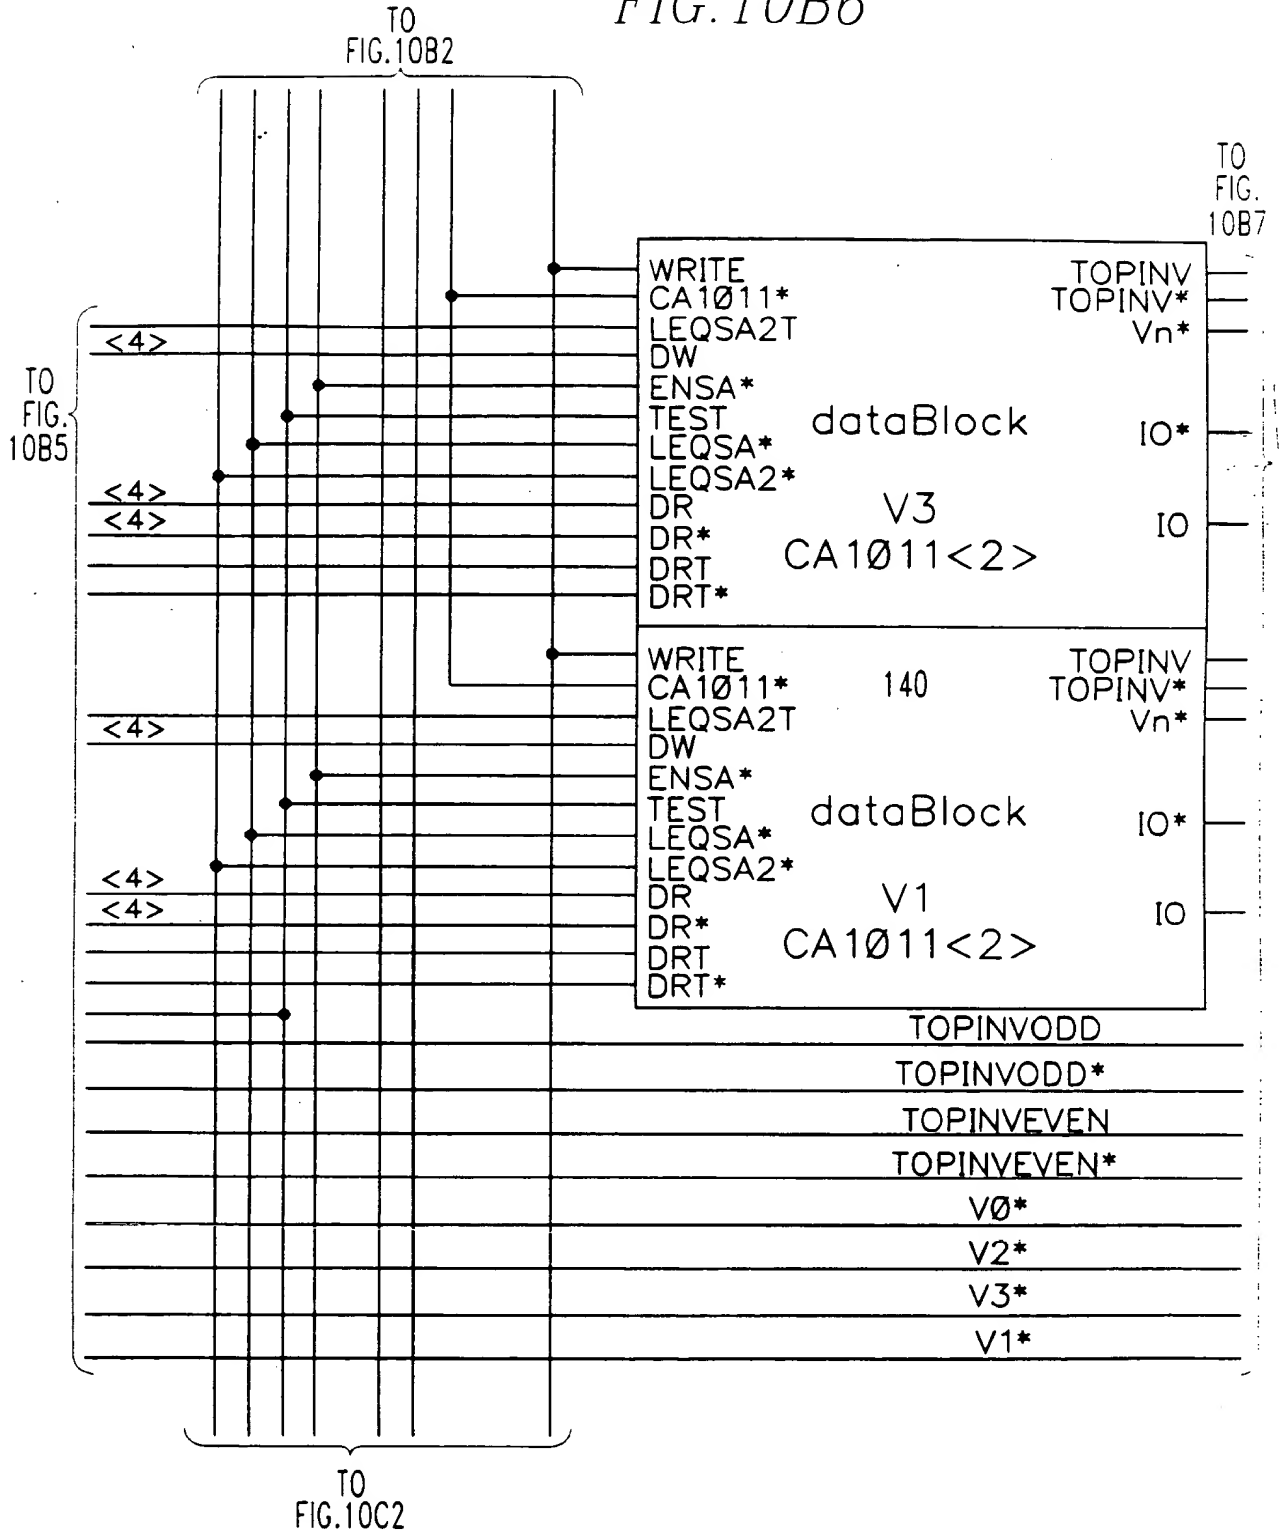 FIG. 10B6
TO
FIG.10B2
TO
FIG.
10B7
TO
FIG.
10B5
WRITE
CA1Ø11*
LEQSA2T
<4>
DW
ENSA*
TEST
LEQSA*
LEQSA2*
<4>
DR
<4>
DR*
DRT
DRT*
dataBlock
V3
CA1Ø11<2>
TOPINV
TOPINV*
Vn*
IO*
IO
WRITE
CA1Ø11*
LEQSA2T
<4>
DW
ENSA*
TEST
LEQSA*
LEQSA2*
<4>
DR
<4>
DR*
DRT
DRT*
140
dataBlock
V1
CA1Ø11<2>
TOPINV
TOPINV*
Vn*
IO*
IO
TOPINVODD
TOPINVODD*
TOPINVEVEN
TOPINVEVEN*
VØ*
V2*
V3*
V1*
TO
FIG.10C2